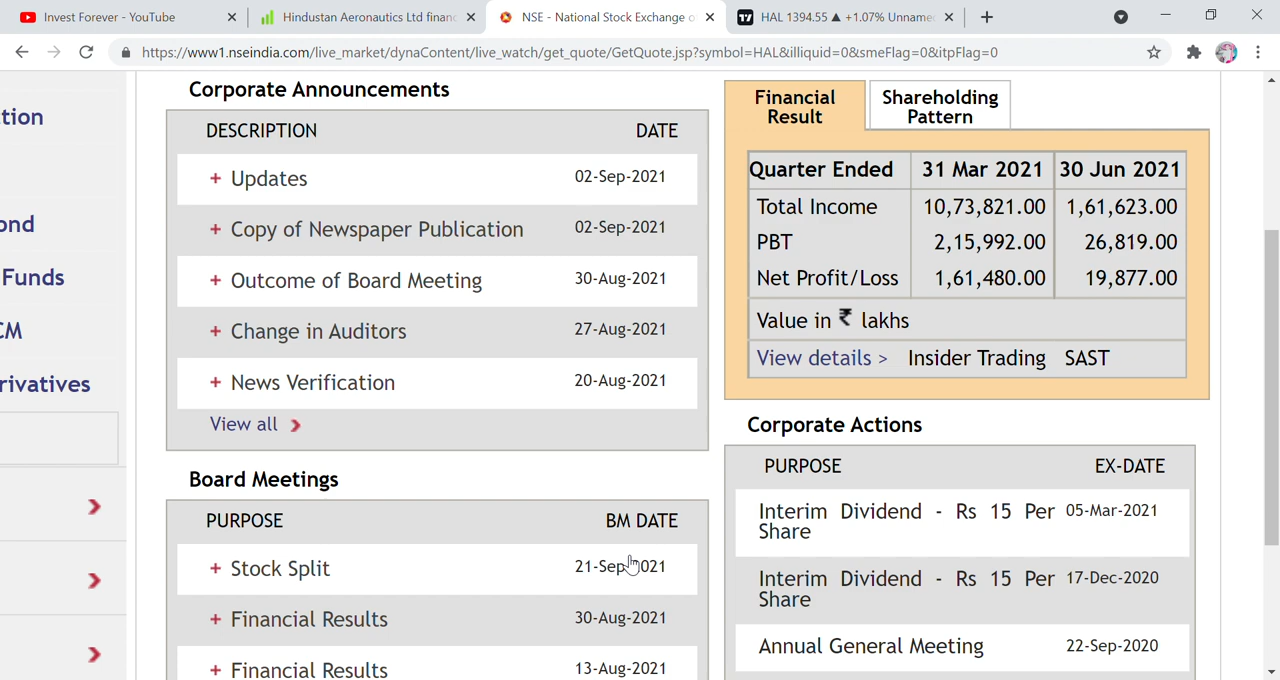 Invest Forever - YouTube
Hindustan Aeronautics Ltd financ
NSE - National Stock Exchange o
HAL 1394.55 ▲ +1.07% Unname
https://www1.nseindia.com/live_market/dynaContent/live_watch/get_quote/GetQuote.jsp?symbol=HAL&illiquid=0&smeFlag=0&itpFlag=0
tion
ond
Funds
CM
rivatives
Corporate Announcements
DESCRIPTION DATE
+ Updates 02-Sep-2021
+ Copy of Newspaper Publication 02-Sep-2021
+ Outcome of Board Meeting 30-Aug-2021
+ Change in Auditors 27-Aug-2021
+ News Verification 20-Aug-2021
View all
Board Meetings
PURPOSE BM DATE
+ Stock Split 21-Sep-2021
+ Financial Results 30-Aug-2021
+ Financial Results 13-Aug-2021
Financial Result
Shareholding Pattern
Quarter Ended 31 Mar 2021 30 Jun 2021
Total Income 10,73,821.00 1,61,623.00
PBT 2,15,992.00 26,819.00
Net Profit/Loss 1,61,480.00 19,877.00
Value in ₹ lakhs
View details > Insider Trading SAST
Corporate Actions
PURPOSE EX-DATE
Interim Dividend - Rs 15 Per 05-Mar-2021
Share
Interim Dividend - Rs 15 Per 17-Dec-2020
Share
Annual General Meeting 22-Sep-2020